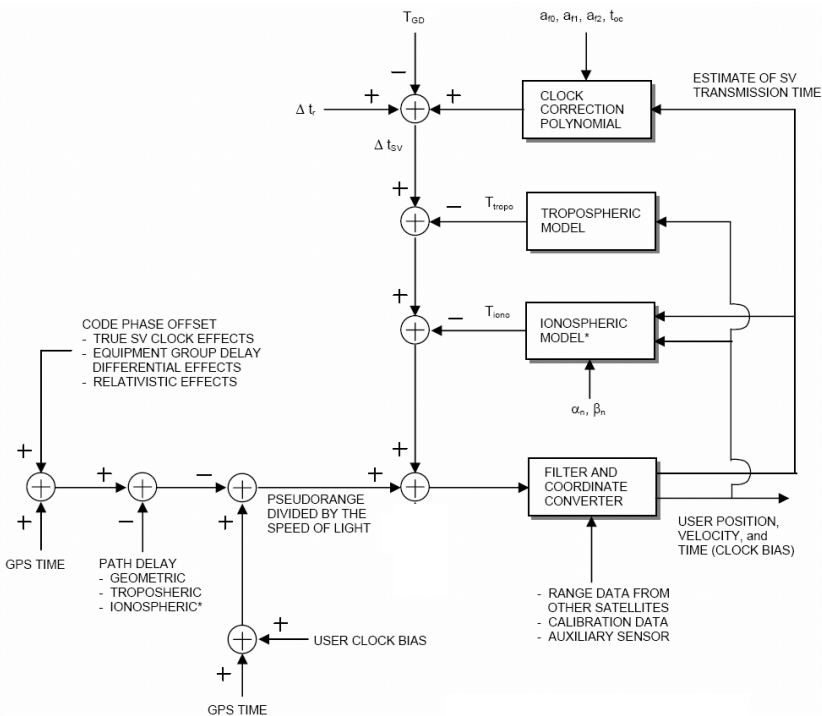 T_GD
a_f0, a_f1, a_f2, t_oc
ESTIMATE OF SV
TRANSMISSION TIME
−
Δ t_r
+
+
CLOCK
CORRECTION
POLYNOMIAL
Δ t_SV
+
−
T_tropo
TROPOSPHERIC
MODEL
+
−
T_iono
IONOSPHERIC
MODEL*
α_n, β_n
CODE PHASE OFFSET
- TRUE SV CLOCK EFFECTS
- EQUIPMENT GROUP DELAY
DIFFERENTIAL EFFECTS
- RELATIVISTIC EFFECTS
+
+
+
−
−
+
GPS TIME
PATH DELAY
- GEOMETRIC
- TROPOSHERIC
- IONOSPHERIC*
PSEUDORANGE
DIVIDED BY THE
SPEED OF LIGHT
+
+
FILTER AND
COORDINATE
CONVERTER
USER POSITION,
VELOCITY, and
TIME (CLOCK BIAS)
- RANGE DATA FROM
OTHER SATELLITES
- CALIBRATION DATA
- AUXILIARY SENSOR
+
USER CLOCK BIAS
+
GPS TIME